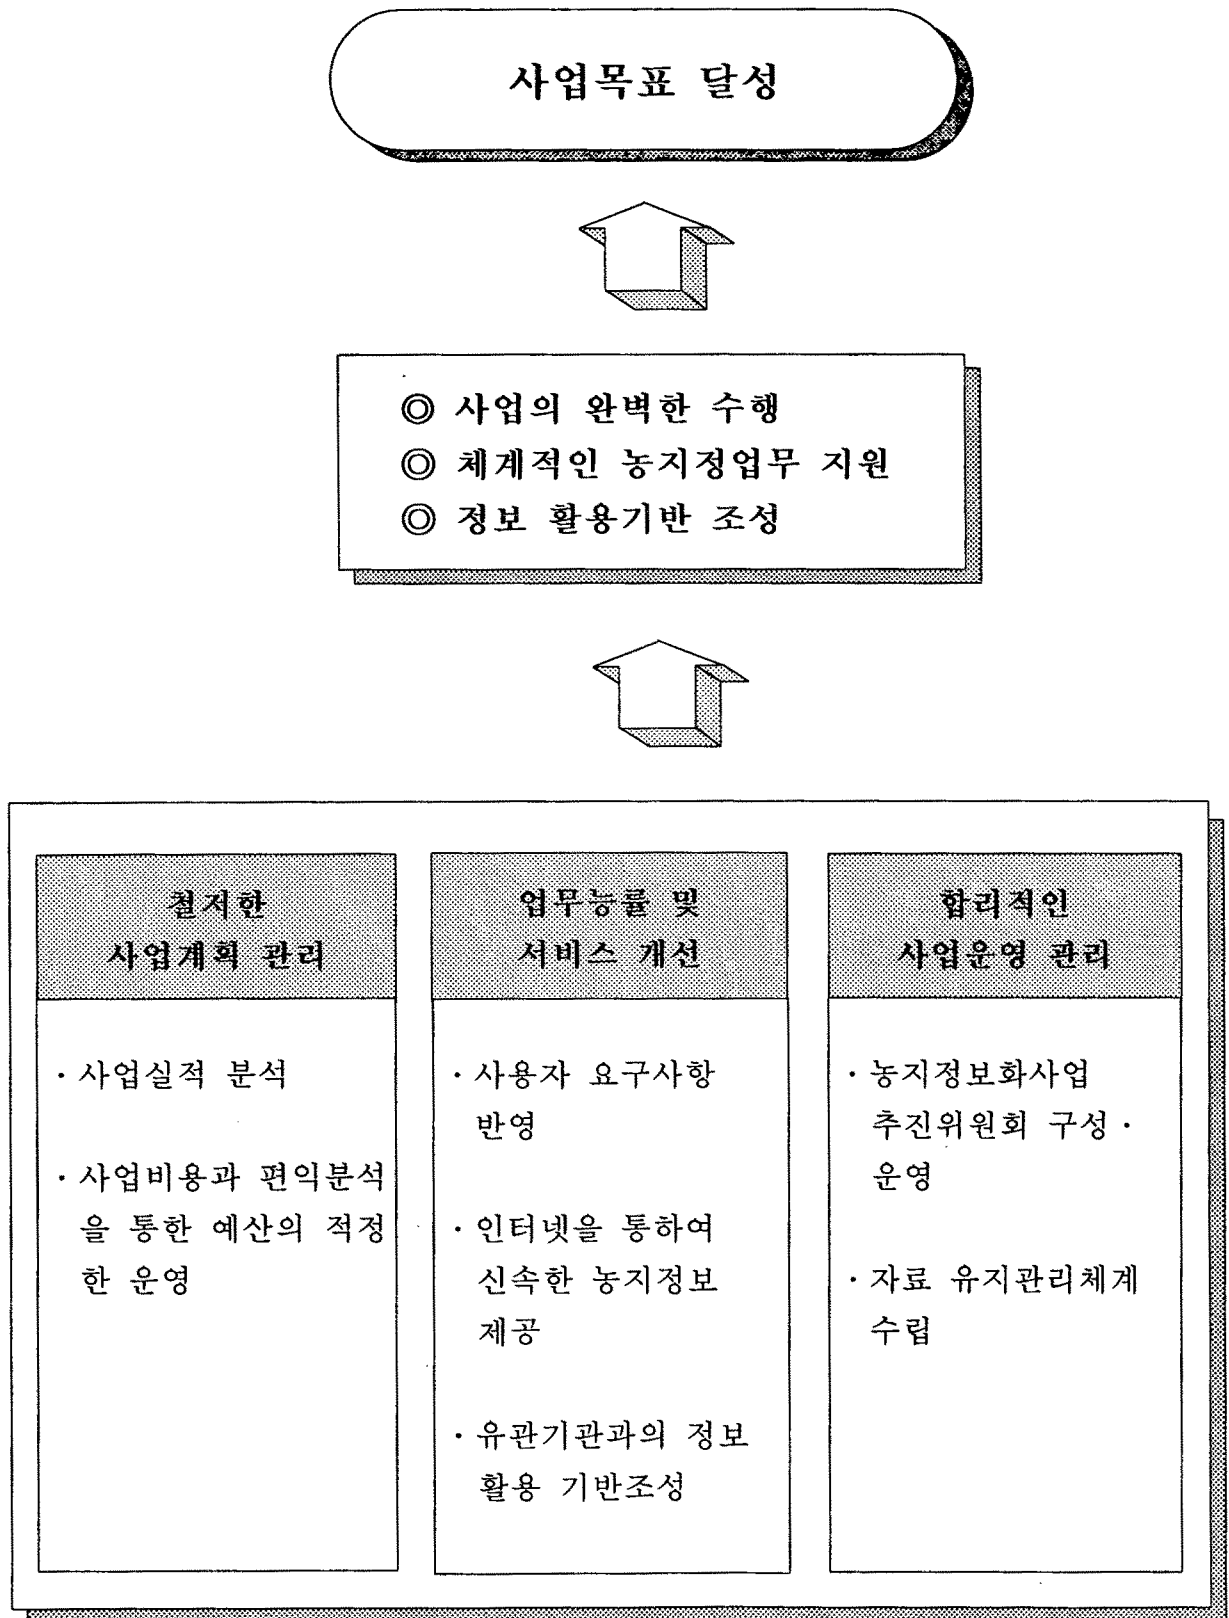 사업목표 달성
◎ 사업의 완벽한 수행
◎ 체계적인 농지정업무 지원
◎ 정보 활용기반 조성
철저한
사업계획 관리
· 사업실적 분석
· 사업비용과 편익분석
을 통한 예산의 적정
한 운영
업무능률 및
서비스 개선
· 사용자 요구사항
반영
· 인터넷을 통하여
신속한 농지정보
제공
· 유관기관과의 정보
활용 기반조성
합리적인
사업운영 관리
· 농지정보화사업
추진위원회 구성 ·
운영
· 자료 유지관리체계
수립